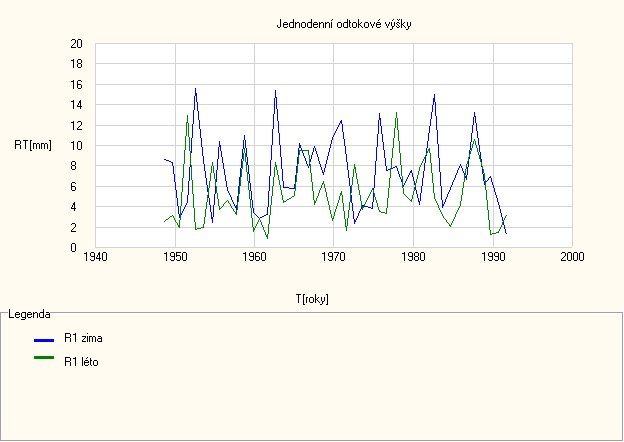 Jednodenní odtokové výšky
20
18
16
14
12
RT[mm] 10
8
6
4
2
0
1940 1950 1960 1970 1980 1990 2000
T[roky]
Legenda
R1 zima
R1 léto